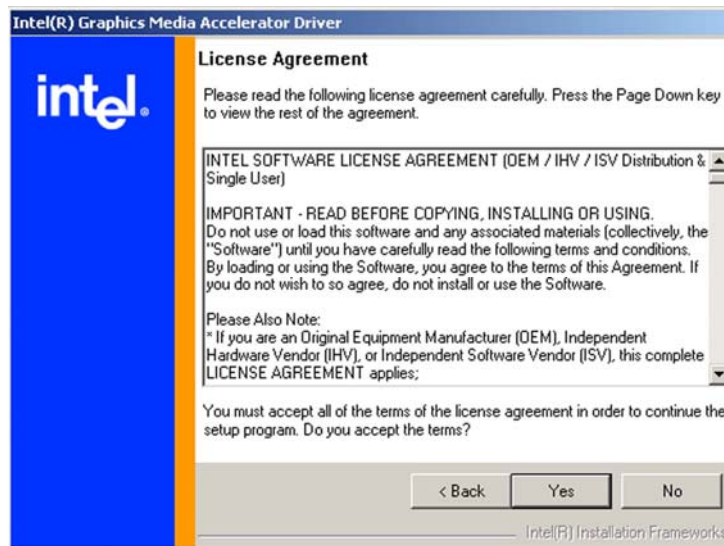 Intel(R) Graphics Media Accelerator Driver
intel®
License Agreement
Please read the following license agreement carefully. Press the Page Down key
to view the rest of the agreement.
INTEL SOFTWARE LICENSE AGREEMENT (OEM / IHV / ISV Distribution &
Single User)
IMPORTANT - READ BEFORE COPYING, INSTALLING OR USING.
Do not use or load this software and any associated materials (collectively, the
"Software") until you have carefully read the following terms and conditions.
By loading or using the Software, you agree to the terms of this Agreement. If
you do not wish to so agree, do not install or use the Software.
Please Also Note:
* If you are an Original Equipment Manufacturer (OEM), Independent
Hardware Vendor (IHV), or Independent Software Vendor (ISV), this complete
LICENSE AGREEMENT applies;
You must accept all of the terms of the license agreement in order to continue the
setup program. Do you accept the terms?
< Back
Yes
No
Intel(R) Installation Frameworks